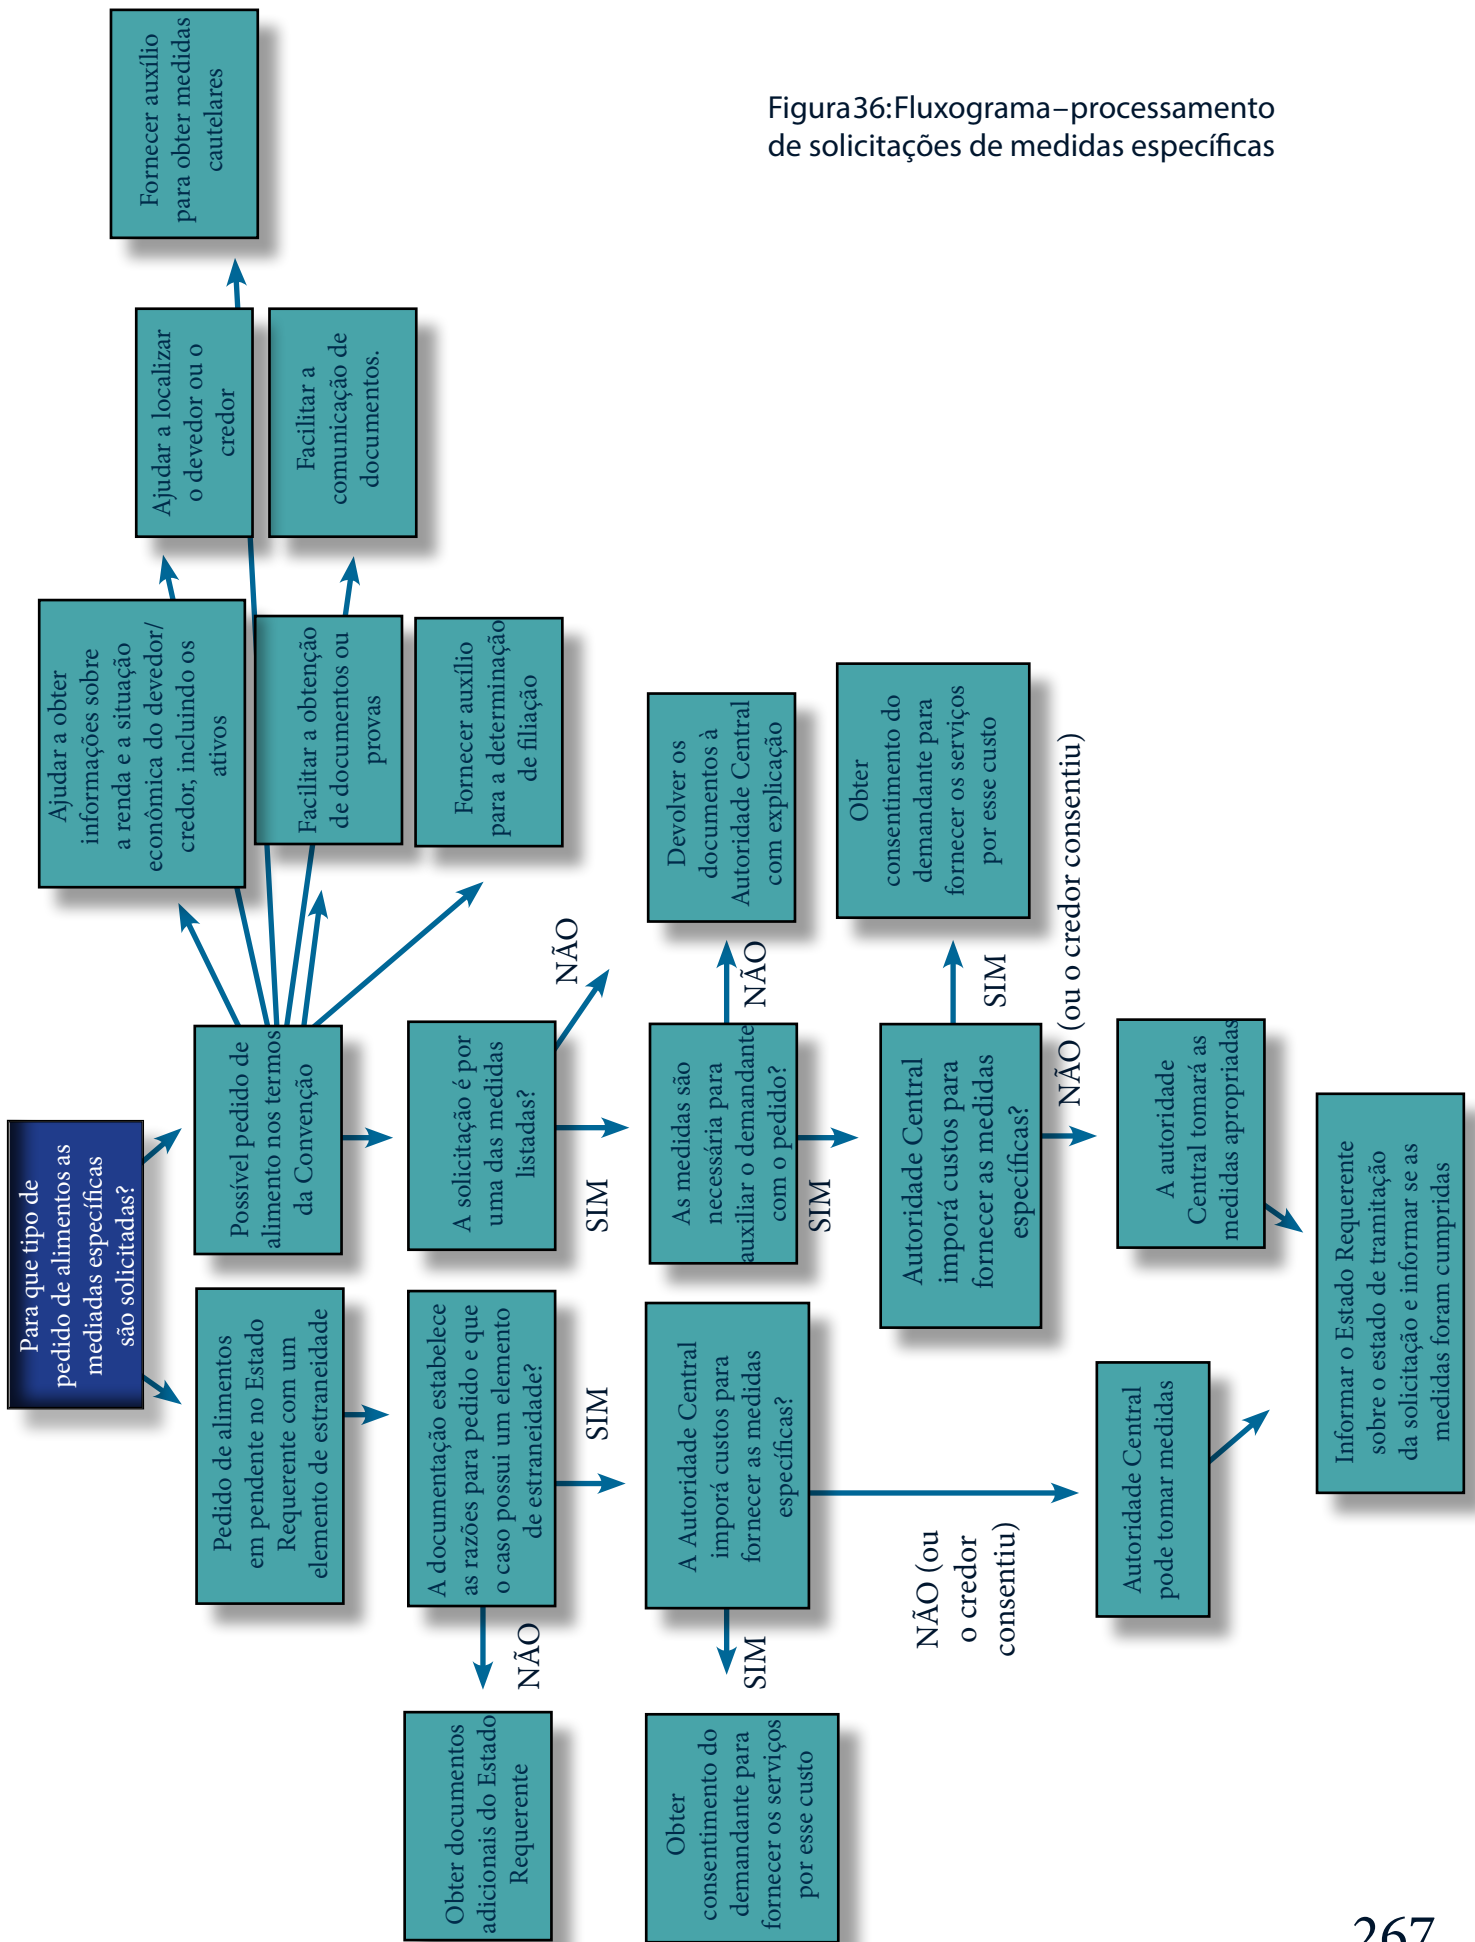 Figura 36: Fluxograma – processamento
de solicitações de medidas específicas
Para que tipo de
pedido de alimentos as
mediadas específicas
são solicitadas?
Pedido de alimentos
em pendente no Estado
Requerente com um
elemento de estraneidade
Possível pedido de
alimento nos termos
da Convenção
Ajudar a obter
informações sobre
a renda e a situação
econômica do devedor/
credor, incluindo os
ativos
Ajudar a localizar
o devedor ou o
credor
Fornecer auxílio
para obter medidas
cautelares
Facilitar a obtenção
de documentos ou
provas
Facilitar a
comunicação de
documentos.
Fornecer auxílio
para a determinação
de filiação
A documentação estabelece
as razões para pedido e que
o caso possui um elemento
de estraneidade?
NÃO
Obter documentos
adicionais do Estado
Requerente
SIM
A solicitação é por
uma das medidas
listadas?
NÃO
SIM
A Autoridade Central
imporá custos para
fornecer as medidas
específicas?
SIM
Obter
consentimento do
demandante para
fornecer os serviços
por esse custo
NÃO (ou
o credor
consentiu)
As medidas são
necessária para
auxiliar o demandante
com o pedido?
NÃO
Devolver os
documentos à
Autoridade Central
com explicação
SIM
Autoridade Central
imporá custos para
fornecer as medidas
específicas?
SIM
Obter
consentimento do
demandante para
fornecer os serviços
por esse custo
NÃO (ou o credor consentiu)
Autoridade Central
pode tomar medidas
A autoridade
Central tomará as
medidas apropriadas
Informar o Estado Requerente
sobre o estado de tramitação
da solicitação e informar se as
medidas foram cumpridas
267